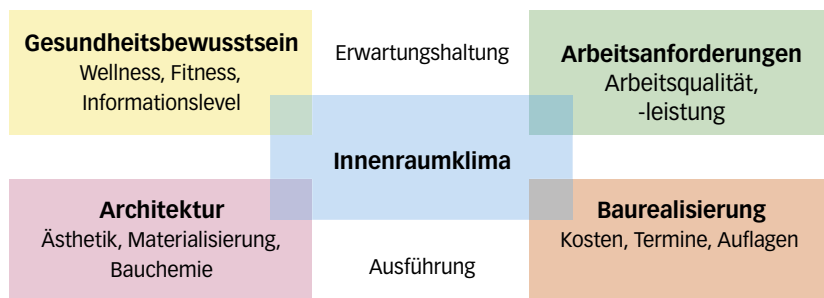 Gesundheitsbewusstsein
Wellness, Fitness,
Informationslevel
Erwartungshaltung
Arbeitsanforderungen
Arbeitsqualität,
-leistung
Innenraumklima
Architektur
Ästhetik, Materialisierung,
Bauchemie
Ausführung
Baurealisierung
Kosten, Termine, Auflagen